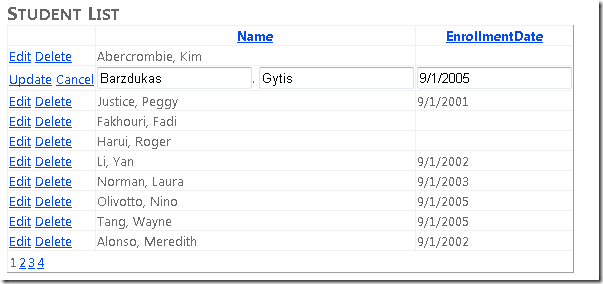 STUDENT LIST
Name EnrollmentDate
Edit Delete Abercrombie, Kim
Update Cancel Barzdukas , Gytis 9/1/2005
Edit Delete Justice, Peggy 9/1/2001
Edit Delete Fakhouri, Fadi
Edit Delete Harui, Roger
Edit Delete Li, Yan 9/1/2002
Edit Delete Norman, Laura 9/1/2003
Edit Delete Olivotto, Nino 9/1/2005
Edit Delete Tang, Wayne 9/1/2005
Edit Delete Alonso, Meredith 9/1/2002
1 2 3 4